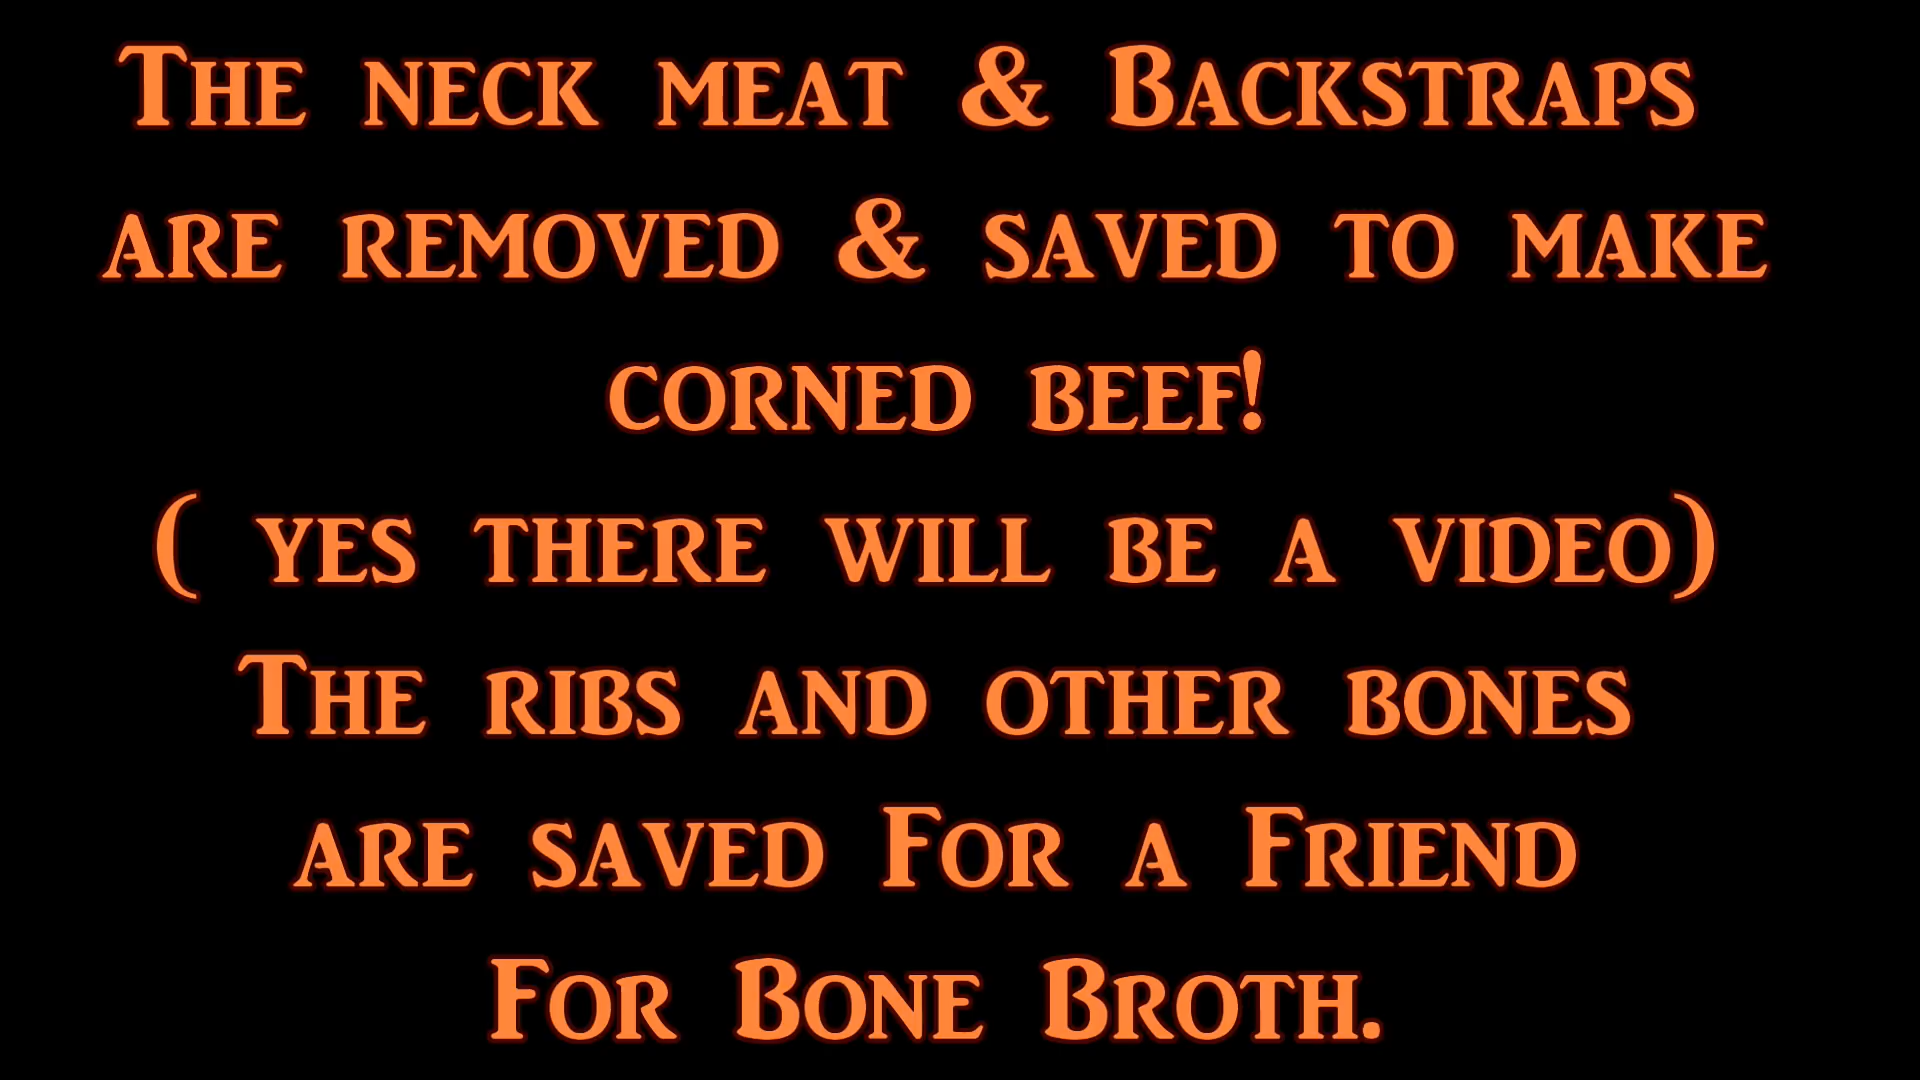 The neck meat & Backstraps
are removed & saved to make
corned beef!
( yes there will be a video)
The ribs and other bones
are saved For a Friend
For Bone Broth.